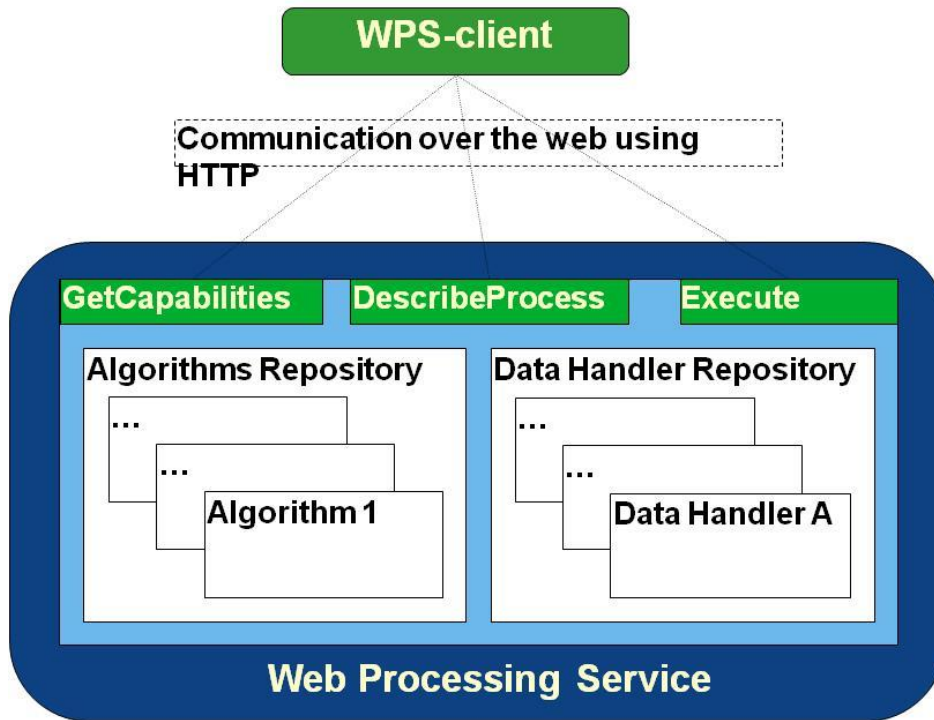 WPS-client
Communication over the web using
HTTP
GetCapabilities
DescribeProcess
Execute
Algorithms Repository
...
...
Algorithm 1
Data Handler Repository
...
...
Data Handler A
Web Processing Service